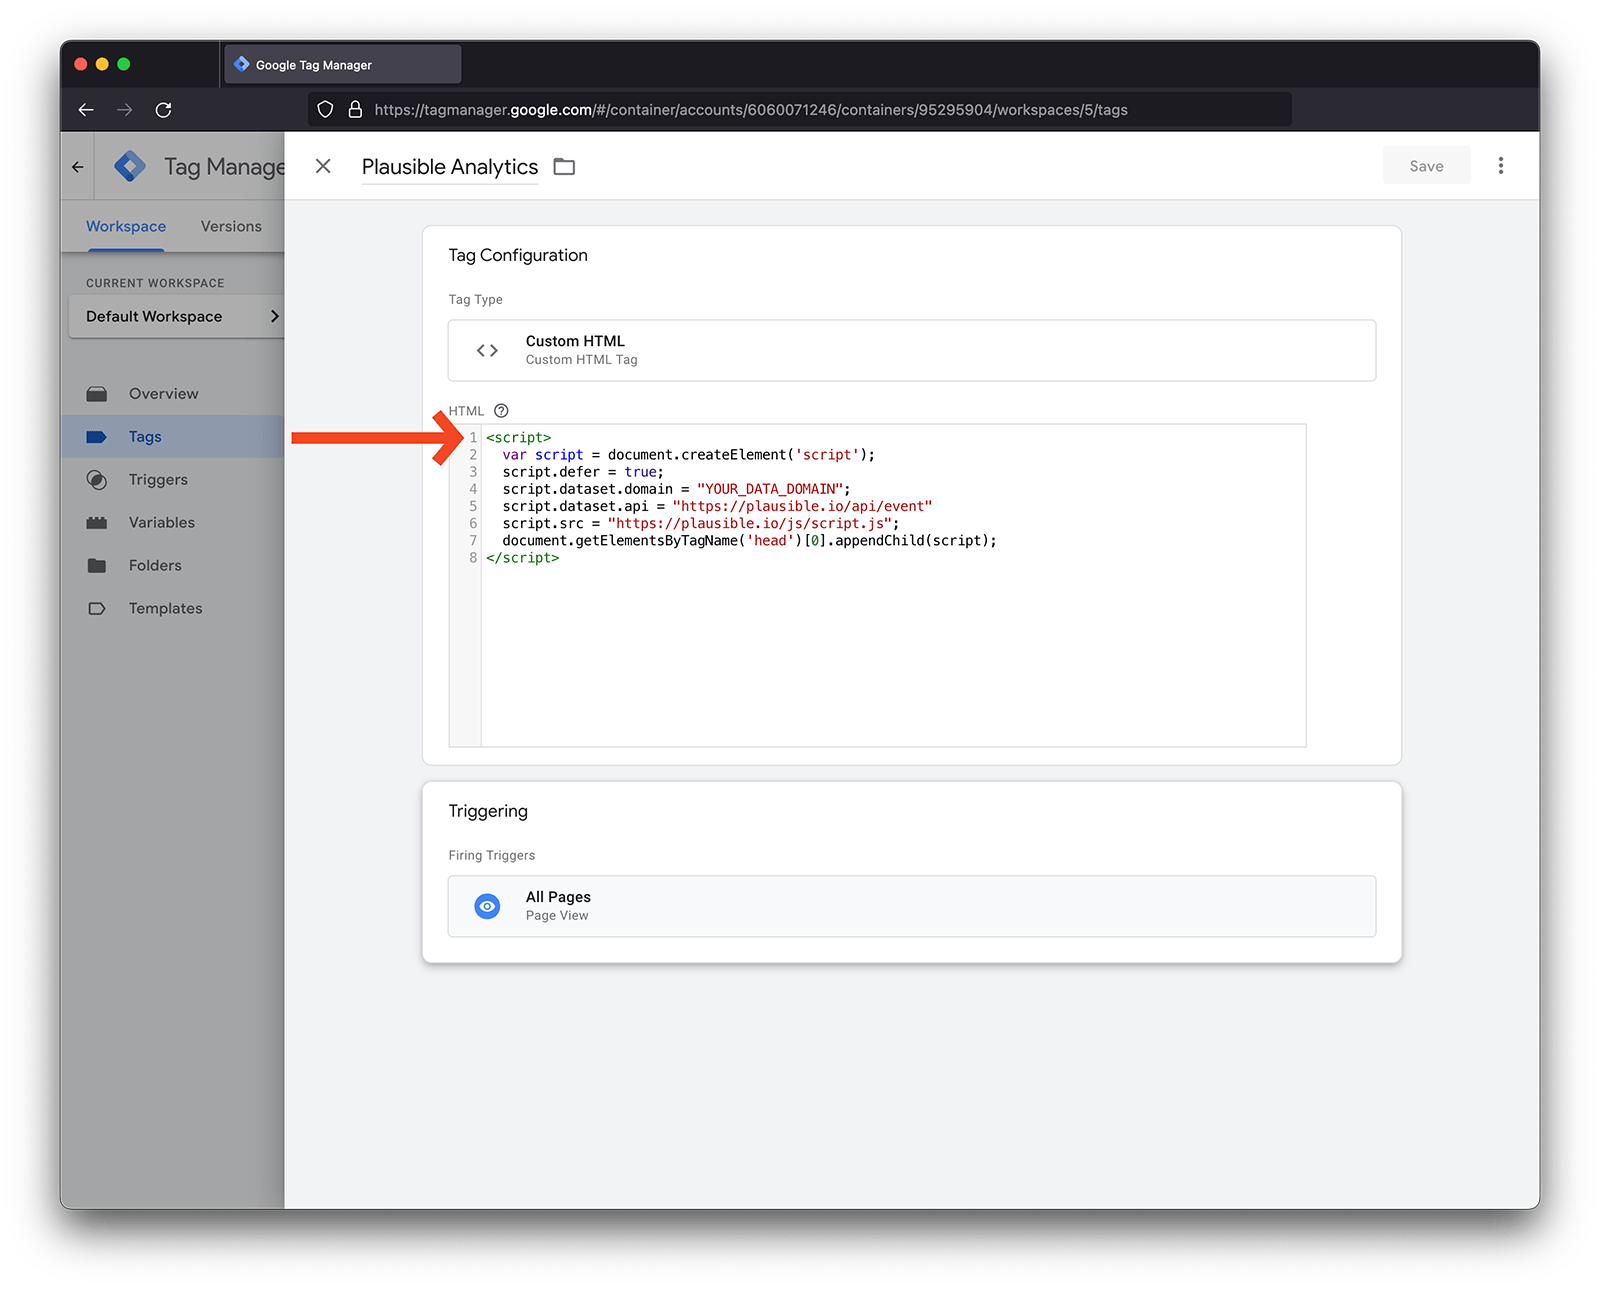 Google Tag Manager
https://tagmanager.google.com/#/container/accounts/6060071246/containers/95295904/workspaces/5/tags
Tag Manage
Plausible Analytics
Save
Workspace
Versions
CURRENT WORKSPACE
Default Workspace
Overview
Tags
Triggers
Variables
Folders
Templates
Tag Configuration
Tag Type
Custom HTML
Custom HTML Tag
HTML
1 <script>
2 var script = document.createElement('script');
3 script.defer = true;
4 script.dataset.domain = "YOUR_DATA_DOMAIN";
5 script.dataset.api = "https://plausible.io/api/event"
6 script.src = "https://plausible.io/js/script.js";
7 document.getElementsByTagName('head')[0].appendChild(script);
8 </script>
Triggering
Firing Triggers
All Pages
Page View